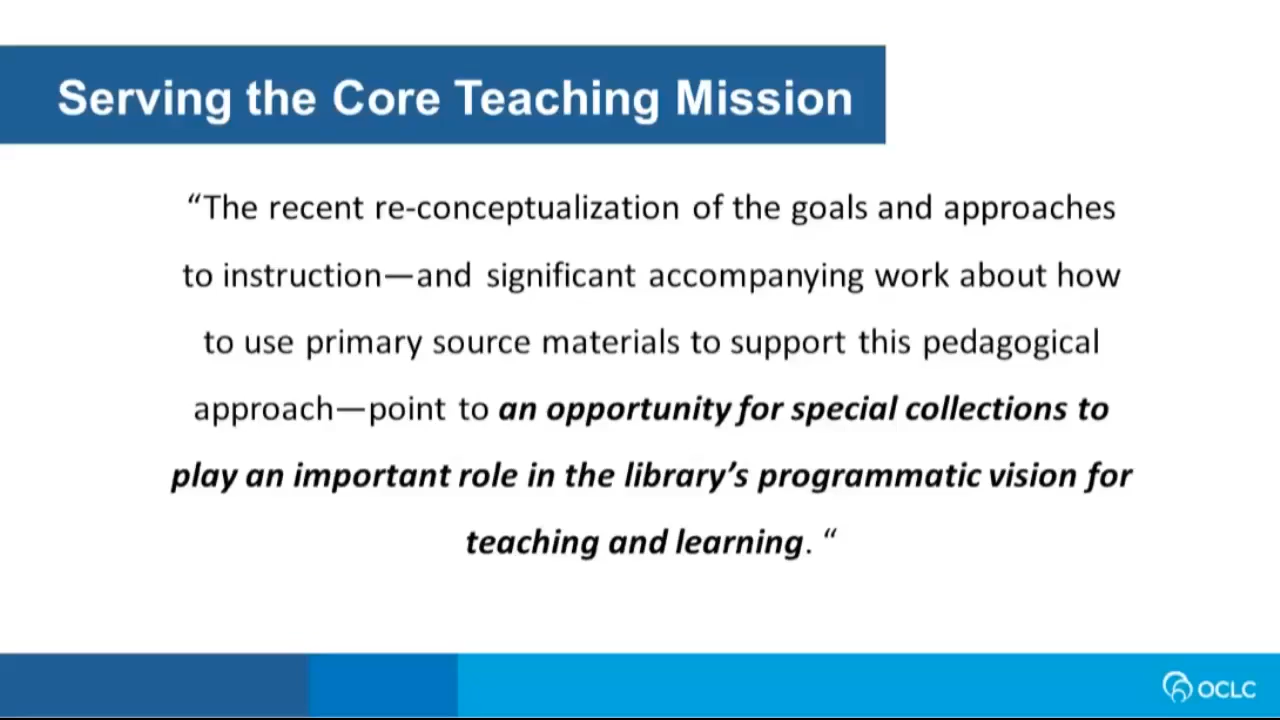 Serving the Core Teaching Mission
“The recent re-conceptualization of the goals and approaches
to instruction—and significant accompanying work about how
to use primary source materials to support this pedagogical
approach—point to an opportunity for special collections to
play an important role in the library’s programmatic vision for
teaching and learning. “
OCLC